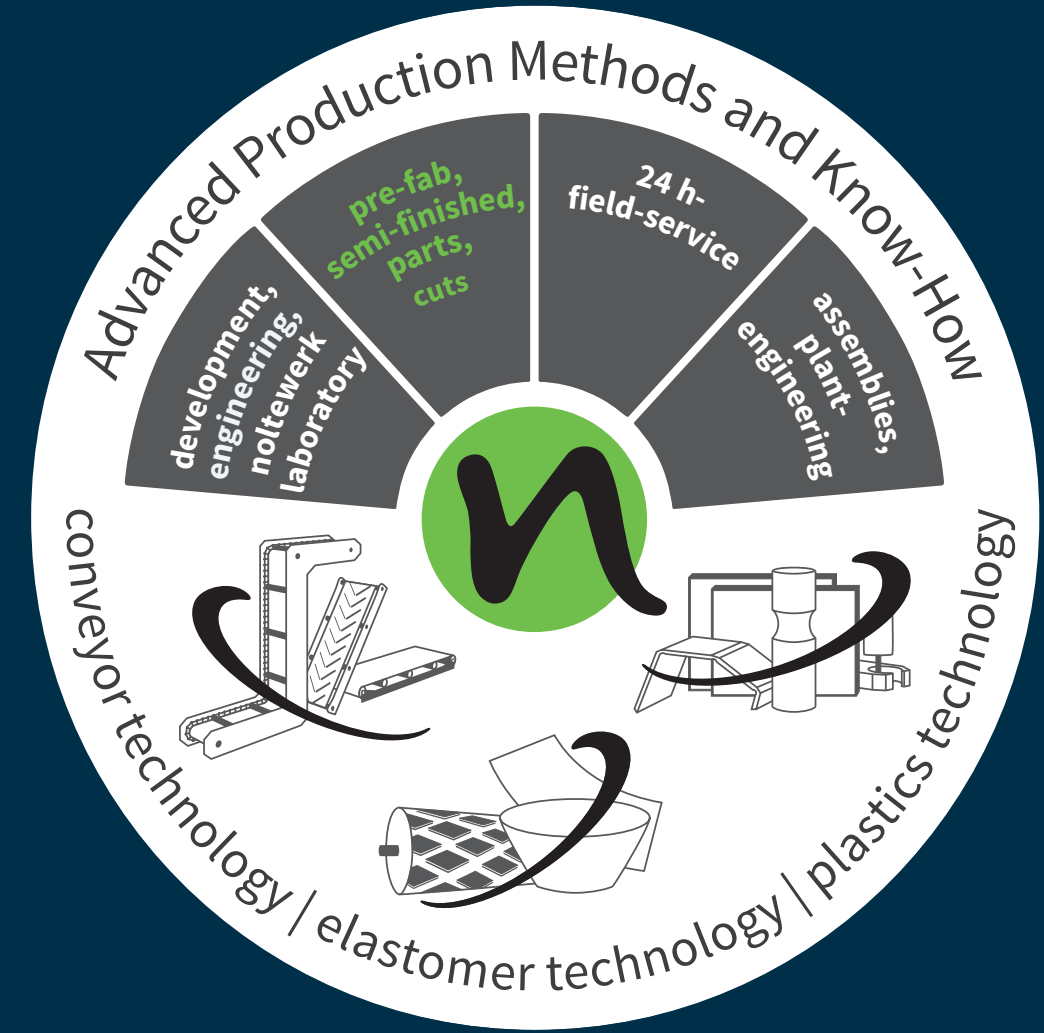 Advanced Production Methods and Know-How
development,
engineering,
noltewerk
laboratory
pre-fab,
semi-finished,
parts,
cuts
24 h-
field-service
assemblies,
plant-
engineering
n
conveyor technology | elastomer technology | plastics technology